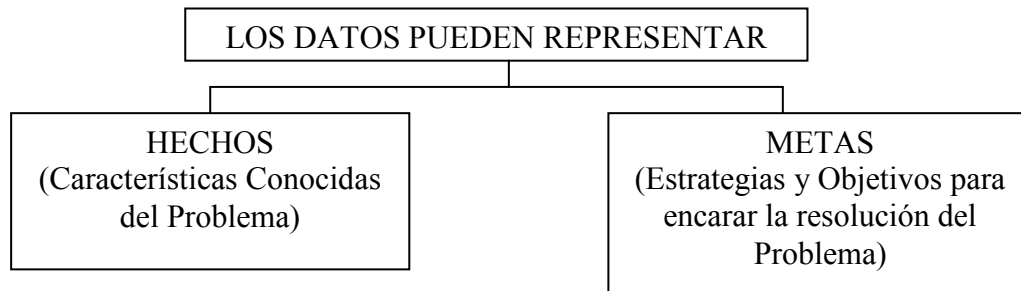 LOS DATOS PUEDEN REPRESENTAR
HECHOS
(Características Conocidas
del Problema)
METAS
(Estrategias y Objetivos para
encarar la resolución del
Problema)